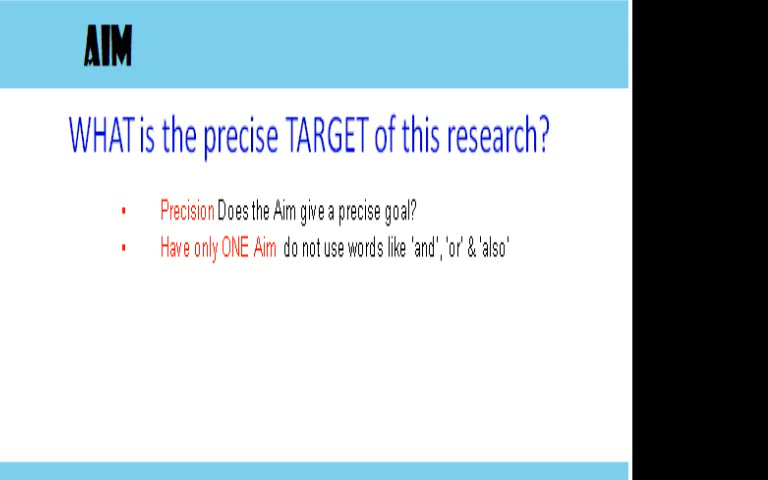 AIM
WHAT is the precise TARGET of this research?
• Precision Does the Aim give a precise goal?
• Have only ONE Aim do not use words like 'and', 'or' & 'also'